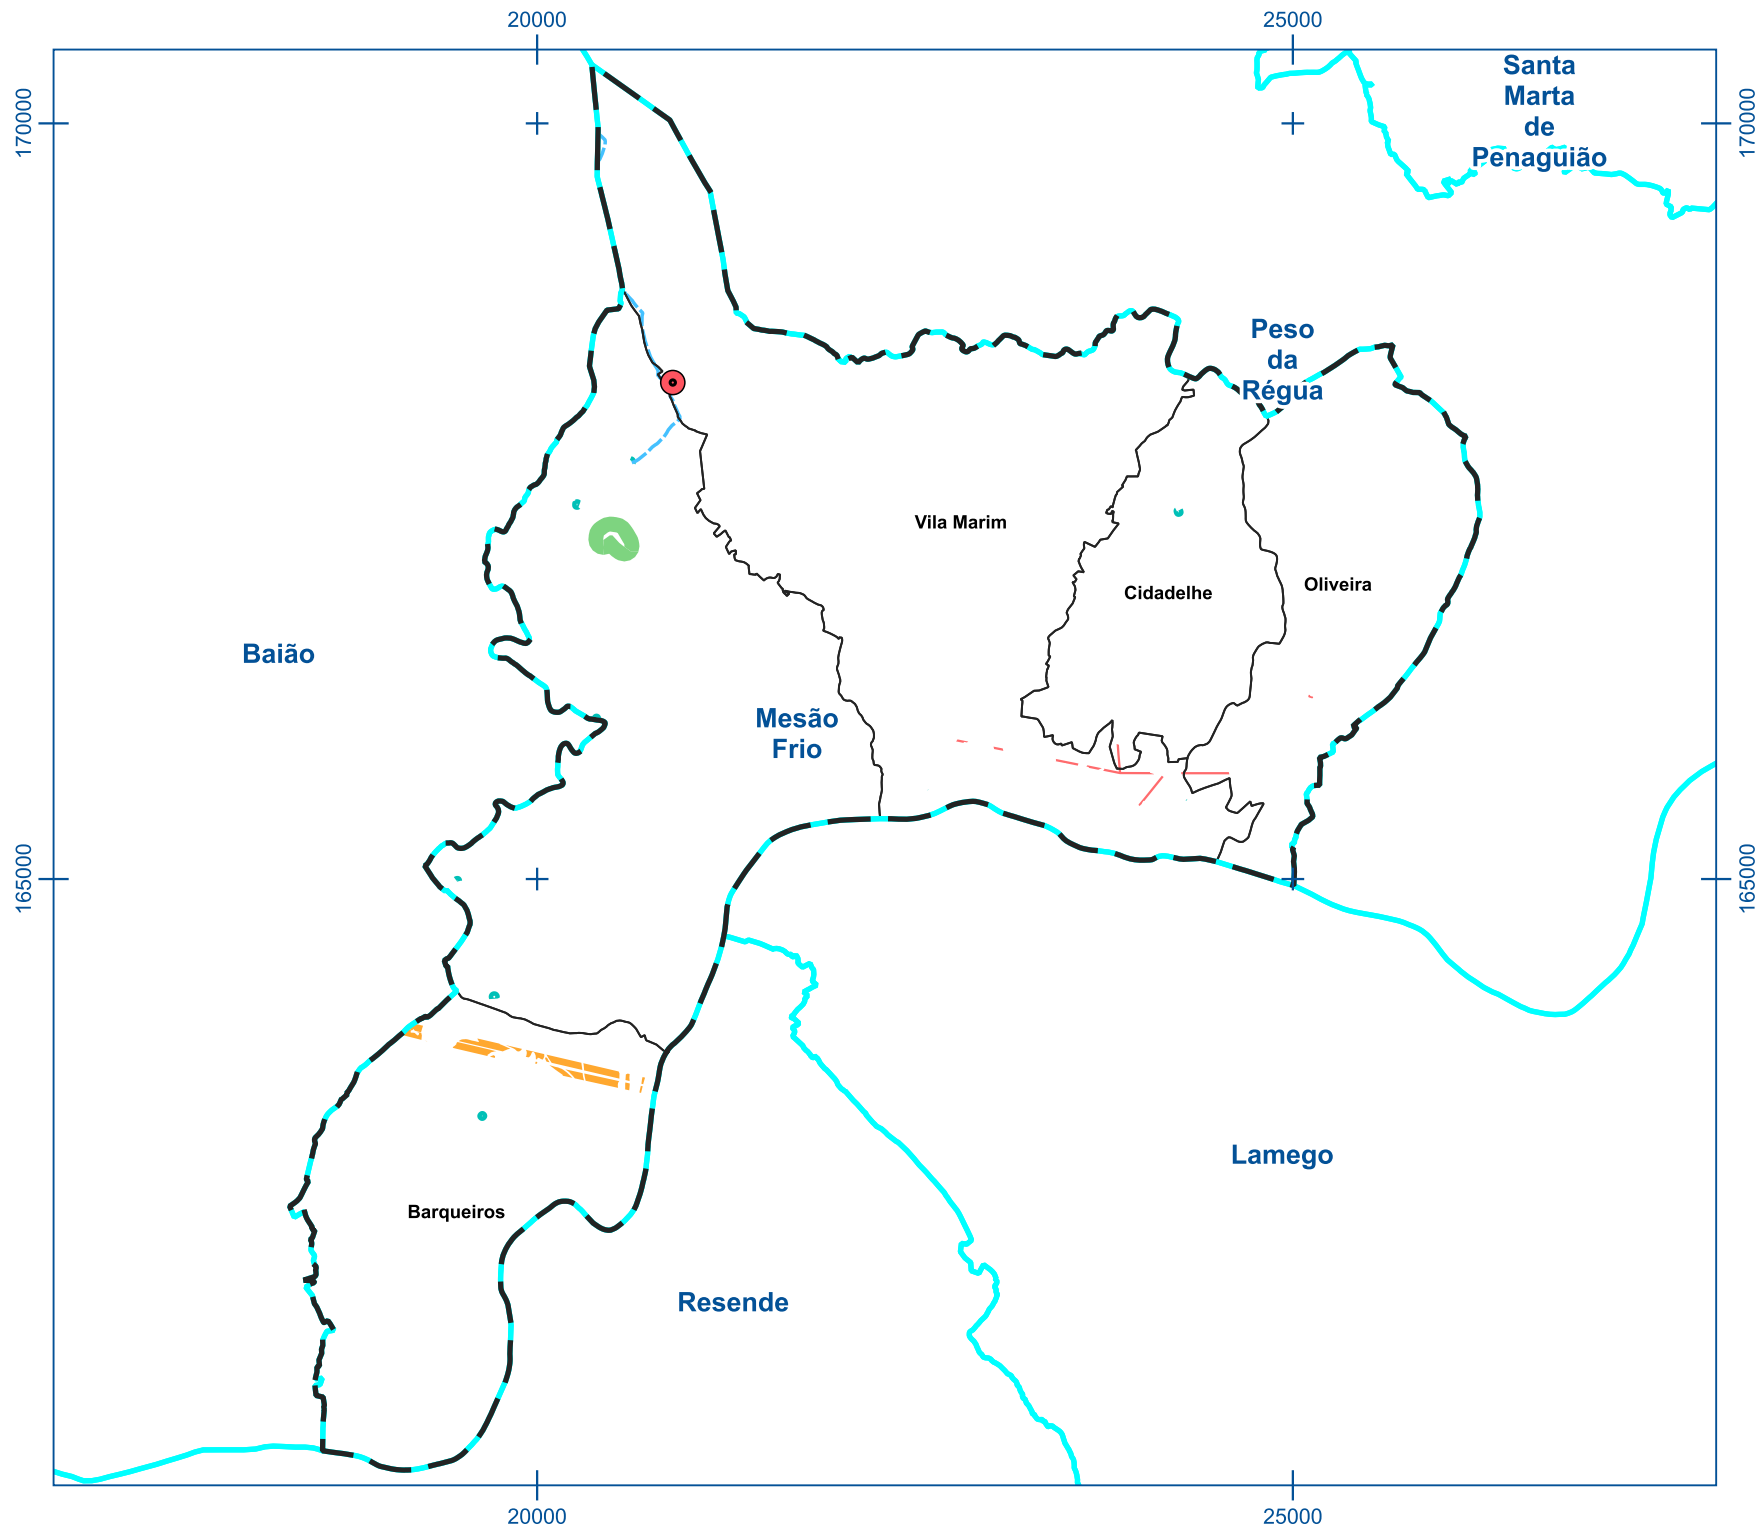 20000
25000
170000
170000
Santa
Marta
de
Penaguião
Peso
da
Régua
Vila Marim
Cidadelhe
Oliveira
Baião
Mesão
Frio
165000
165000
Lamego
Barqueiros
Resende
20000
25000